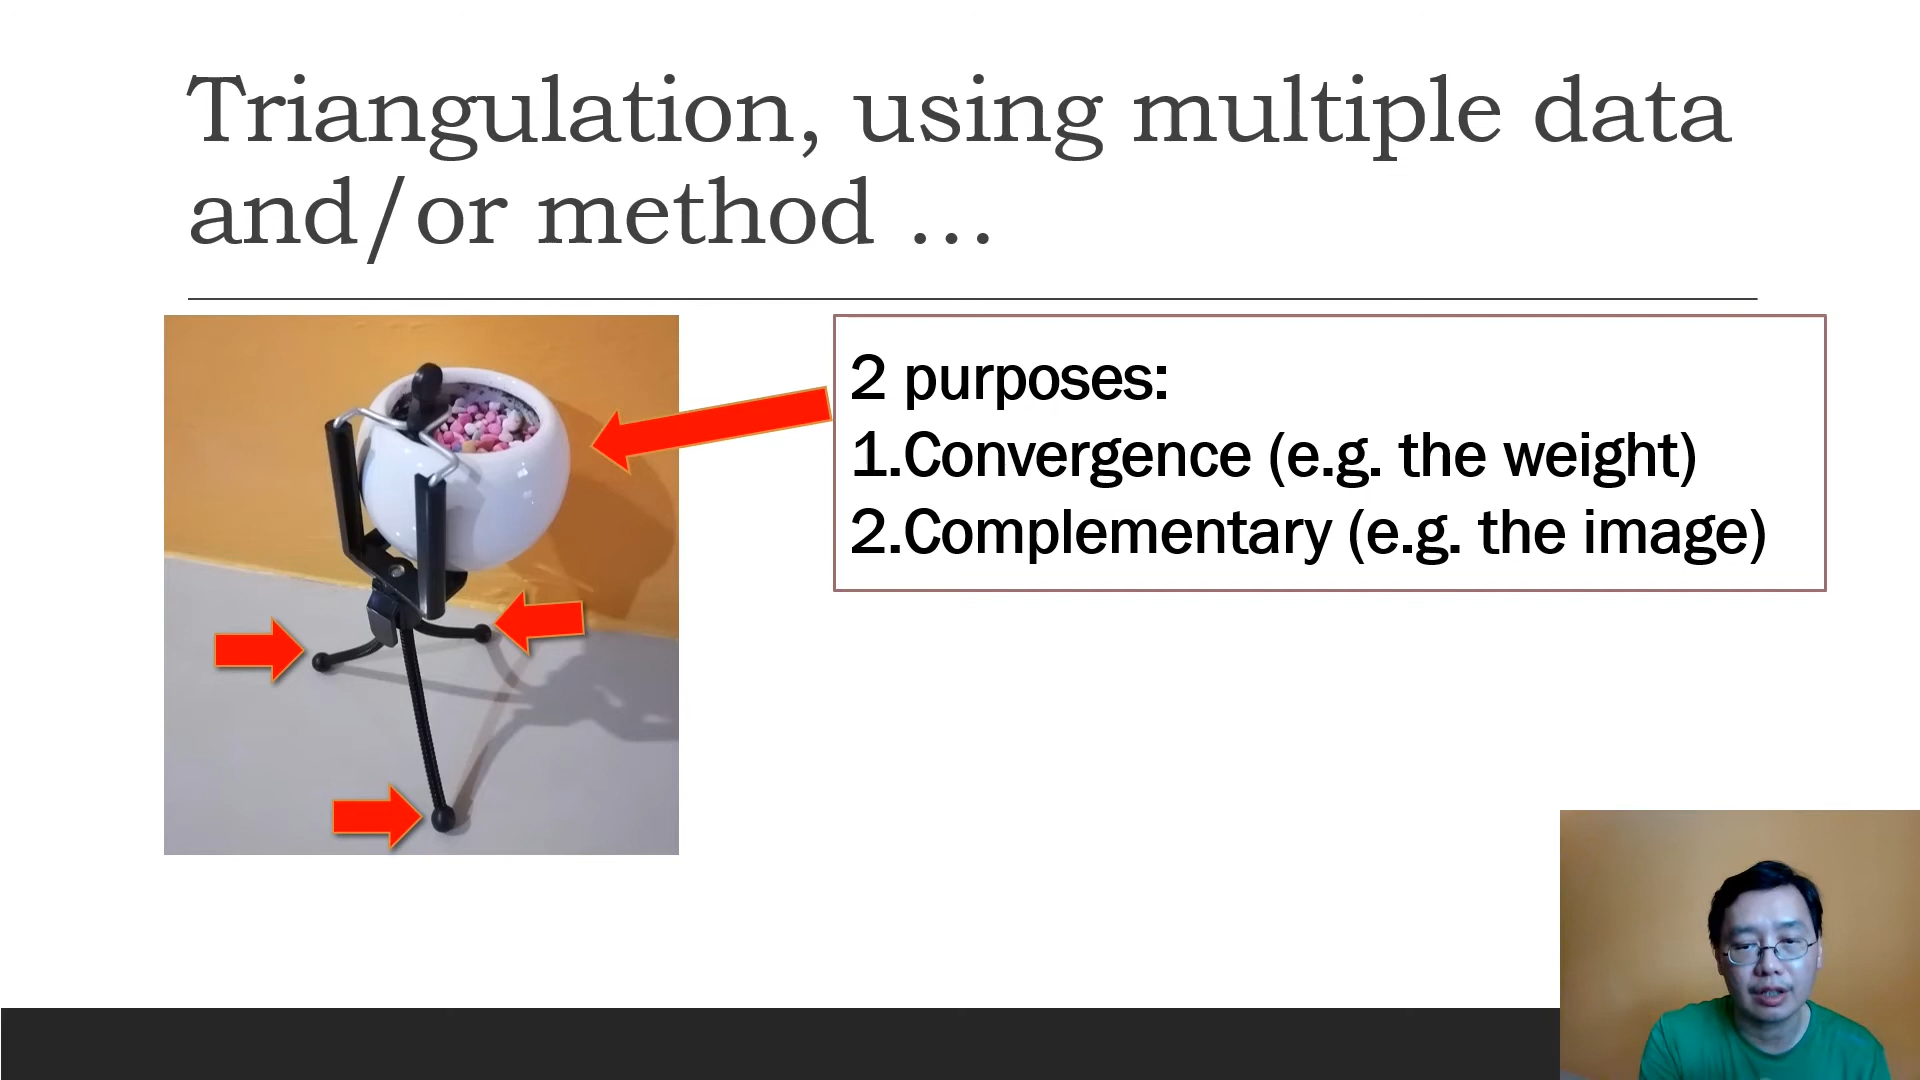 Triangulation, using multiple data
and/or method …
2 purposes:
1.Convergence (e.g. the weight)
2.Complementary (e.g. the image)